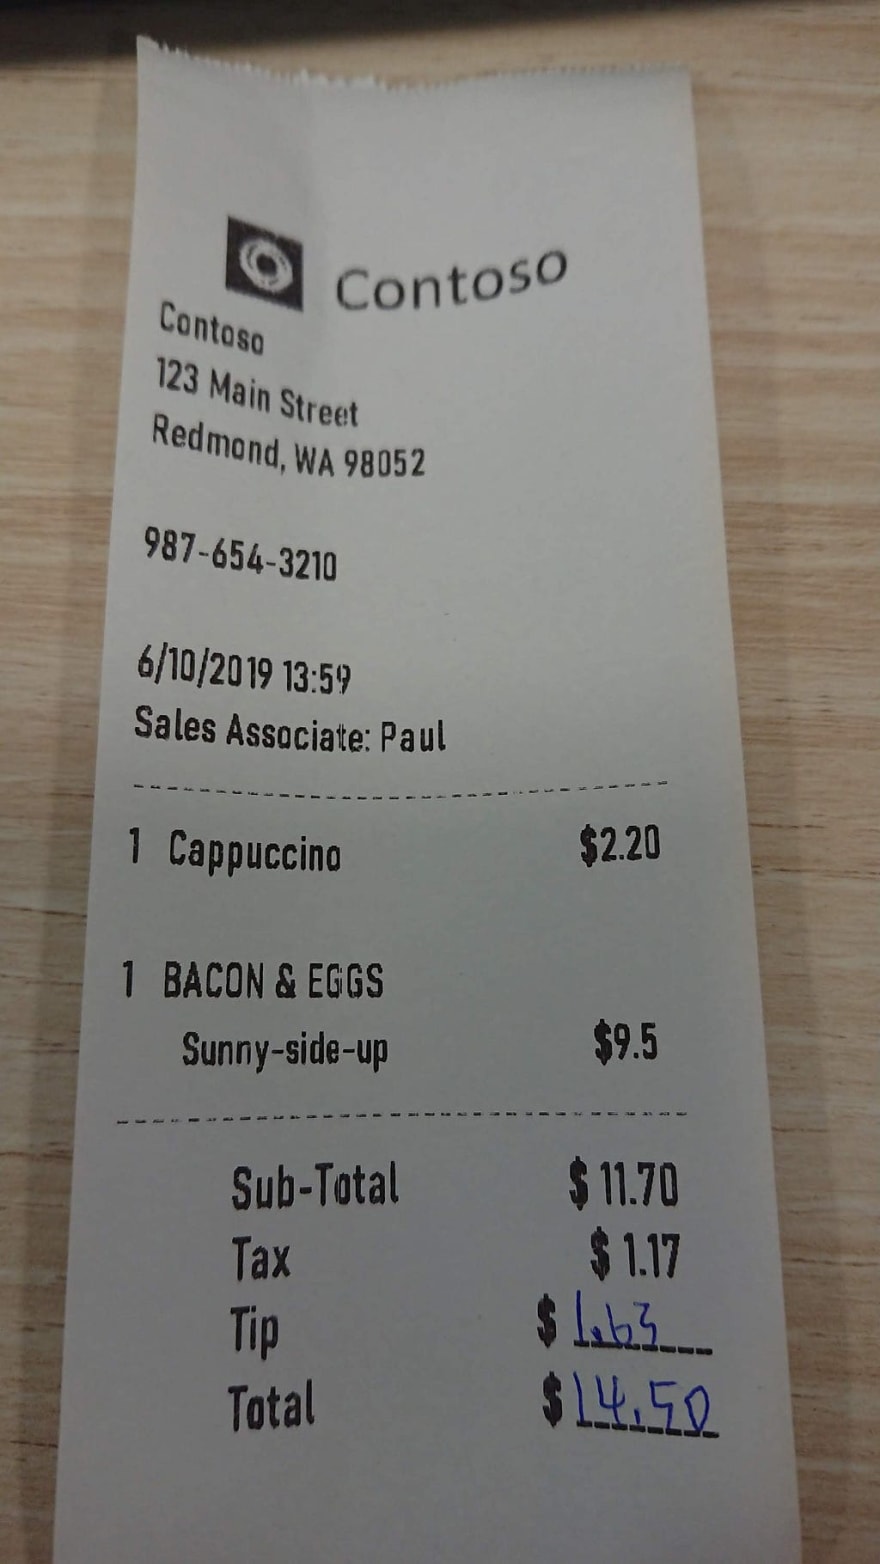 Contoso
Contoso
123 Main Street
Redmond, WA 98052
987-654-3210
6/10/2019 13:59
Sales Associate: Paul
1 Cappuccino $2.20
1 BACON & EGGS
Sunny-side-up $9.5
Sub-Total $ 11.70
Tax $ 1.17
Tip $ 1.63
Total $ 14.50